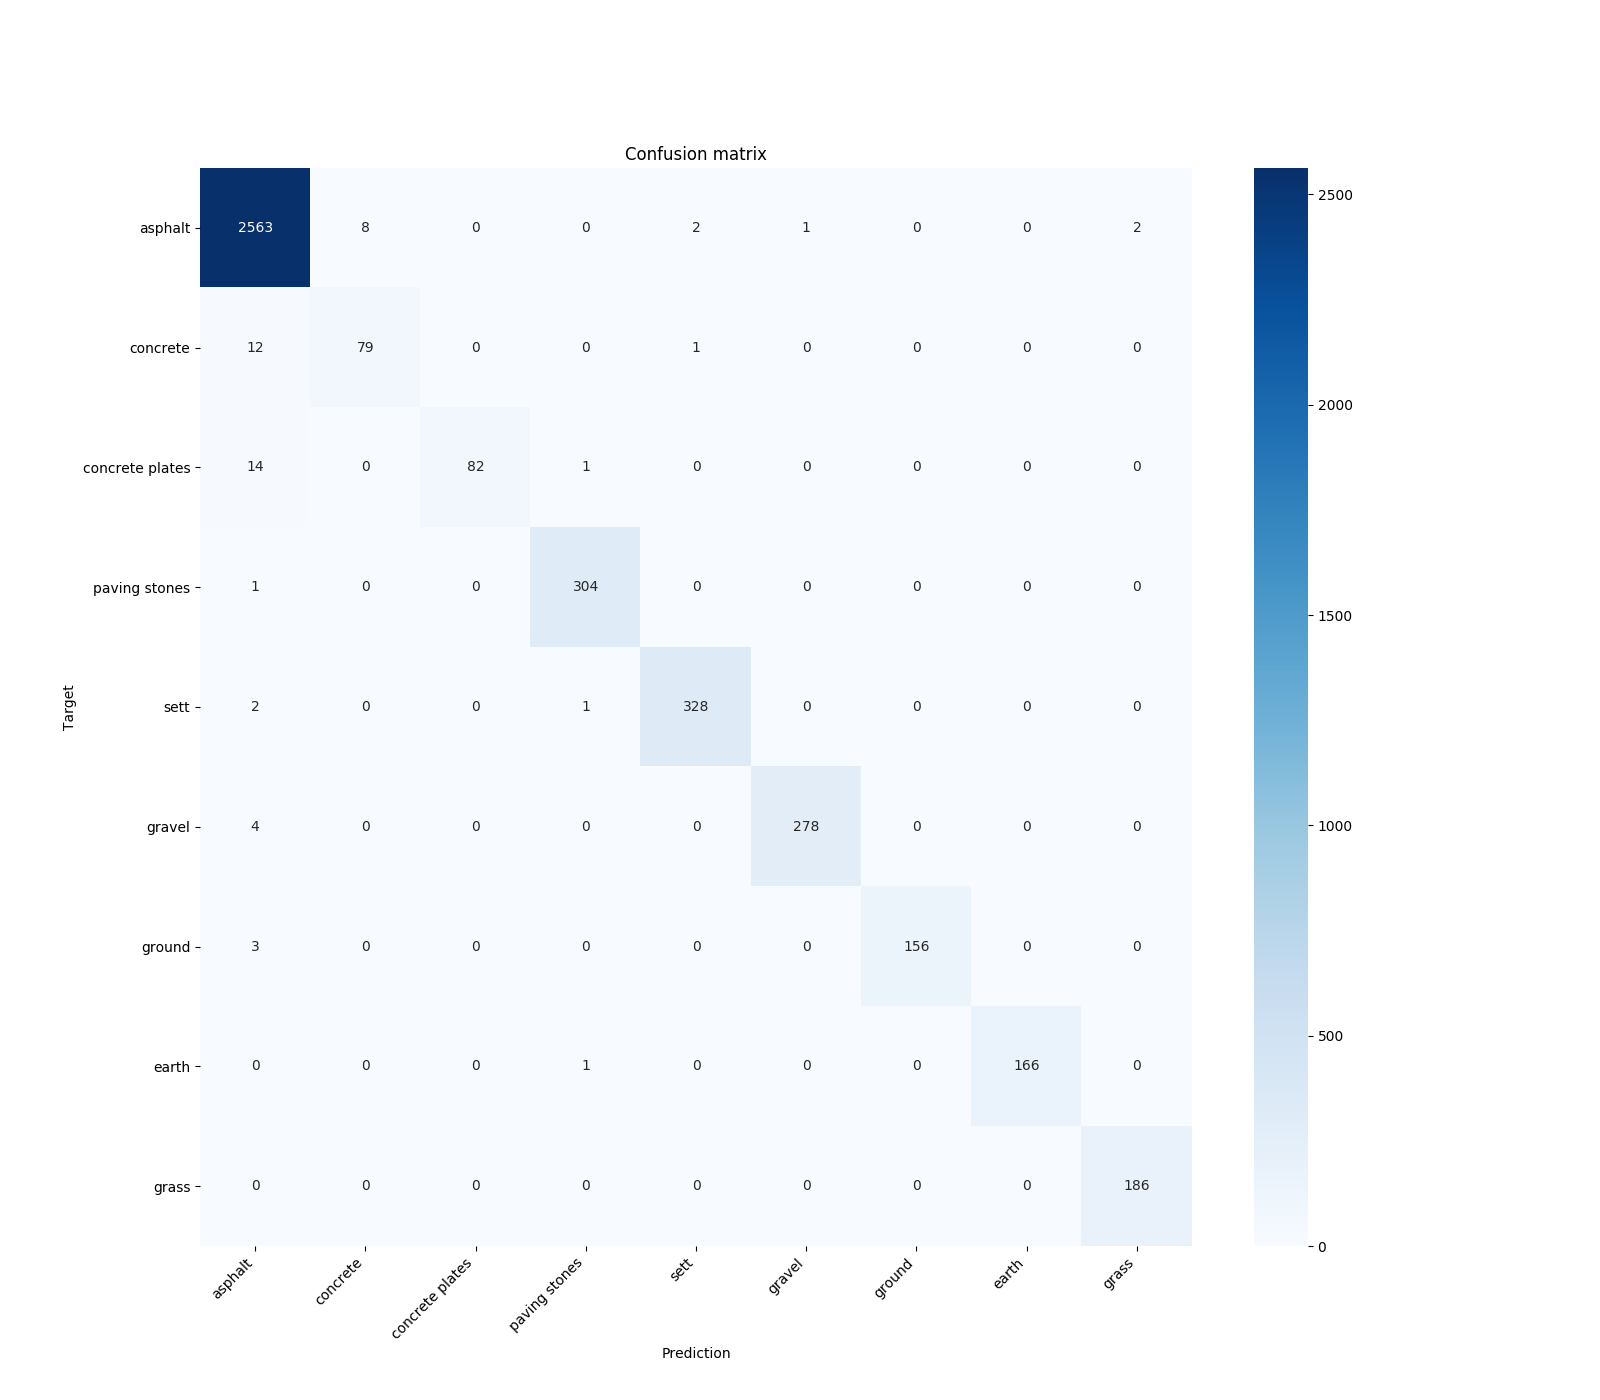 Confusion matrix
asphalt 2563 8 0 0 2 1 0 0 2
concrete 12 79 0 0 1 0 0 0 0
concrete plates 14 0 82 1 0 0 0 0 0
paving stones 1 0 0 304 0 0 0 0 0
sett 2 0 0 1 328 0 0 0 0
gravel 4 0 0 0 0 278 0 0 0
ground 3 0 0 0 0 0 156 0 0
earth 0 0 0 1 0 0 0 166 0
grass 0 0 0 0 0 0 0 0 186
Target
asphalt concrete concrete plates paving stones sett gravel ground earth grass
Prediction
2500
2000
1500
1000
500
0